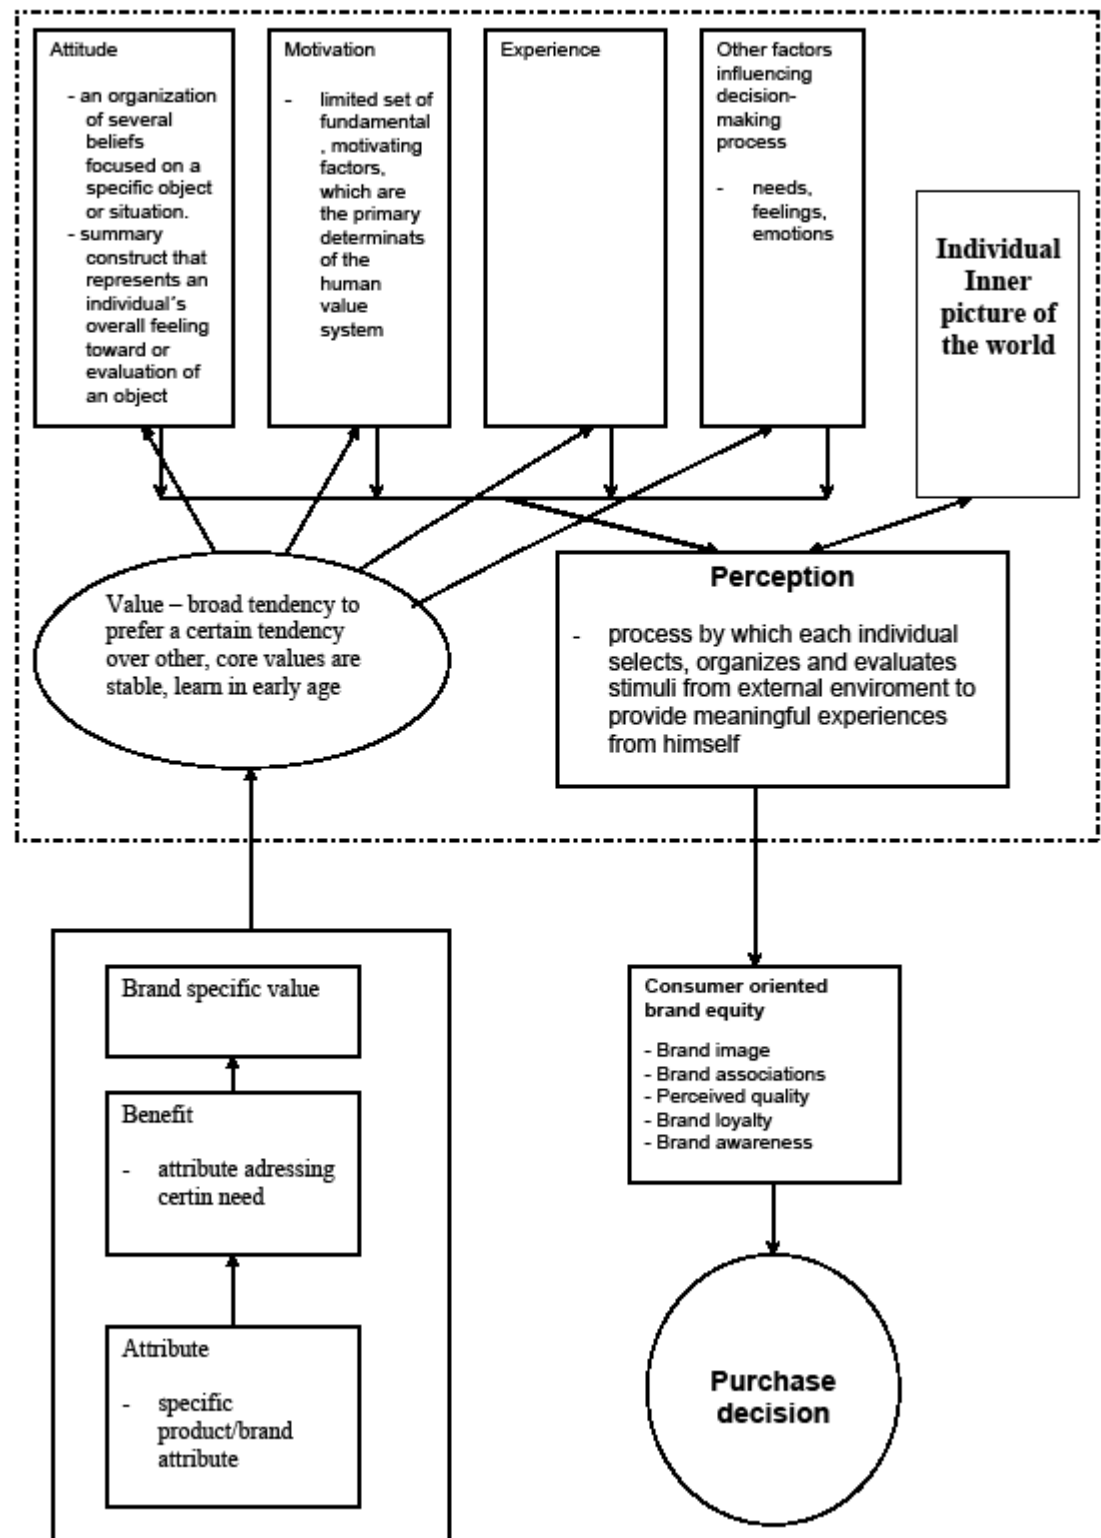 Attitude
- an organization
of several
beliefs
focused on a
specific object
or situation.
- summary
construct that
represents an
individual´s
overall feeling
toward or
evaluation of
an object
Motivation
- limited set of
fundamental
, motivating
factors,
which are
the primary
determinats
of the
human
value
system
Experience
Other factors
influencing
decision-
making
process
- needs,
feelings,
emotions
Individual
Inner
picture of
the world
Value – broad tendency to
prefer a certain tendency
over other, core values are
stable, learn in early age
Perception
- process by which each individual
selects, organizes and evaluates
stimuli from external enviroment to
provide meaningful experiences
from himself
Brand specific value
Benefit
- attribute adressing
certin need
Attribute
- specific
product/brand
attribute
Consumer oriented
brand equity
- Brand image
- Brand associations
- Perceived quality
- Brand loyalty
- Brand awareness
Purchase
decision